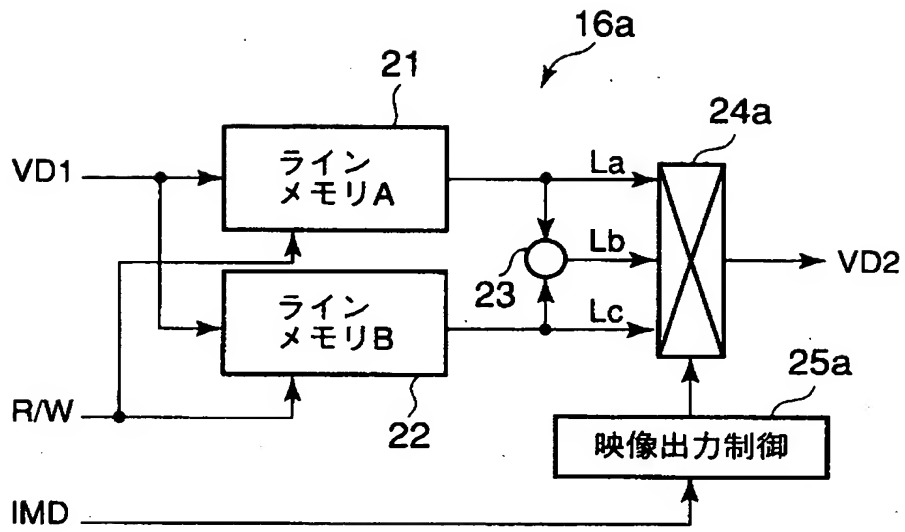 16a
21
24a
VD1
ライン
メモリA
La
23
Lb
VD2
ライン
メモリB
Lc
25a
R/W
22
映像出力制御
IMD